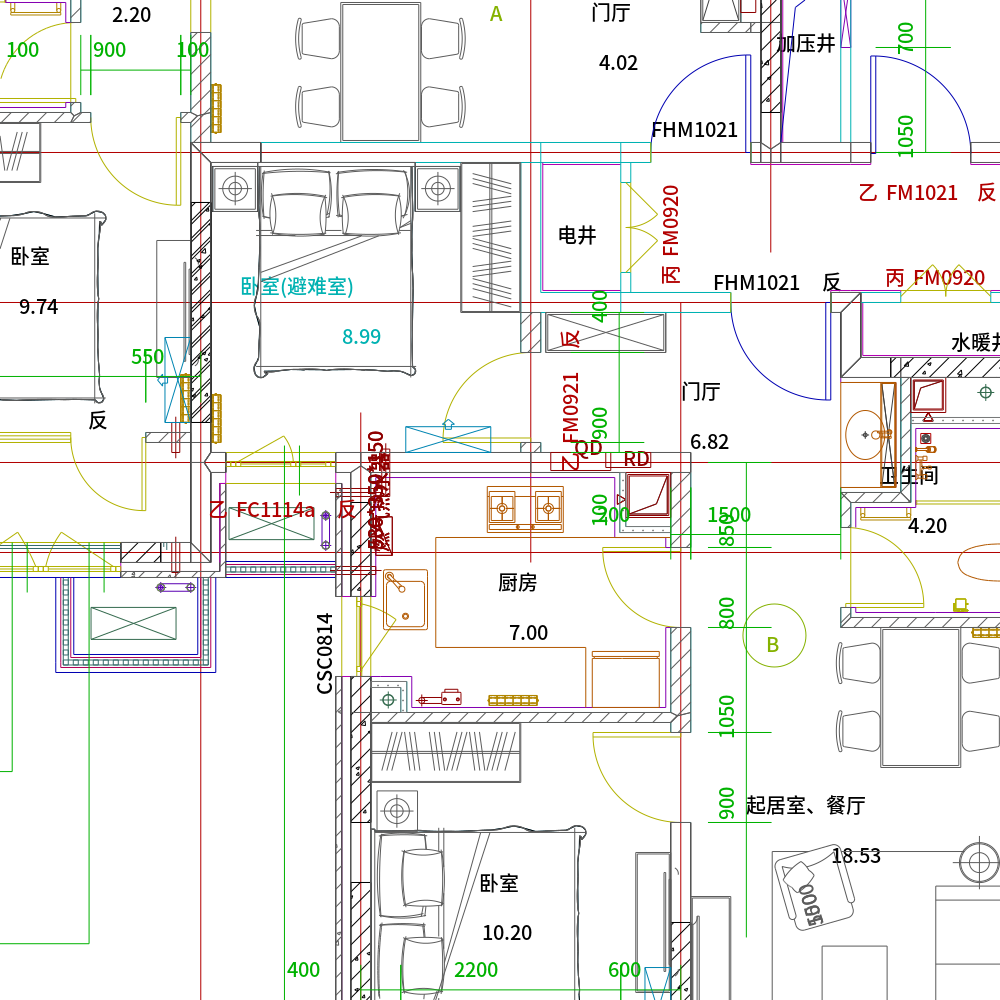 2.20
A
门厅
100
900
100
4.02
加压井
700
1050
FHM1021
乙 FM1021 反
卧室
9.74
电井
丙 FM0920
FHM1021 反
丙 FM0920
卧室(避难室)
8.99
400
水暖井
550
反
FM0921
反
乙
900
门厅
6.82
QD
RD
卫生间
4.20
乙 FC1114a 反
100
200
1500
850
厨房
7.00
CSC0814
800
B
1050
900
起居室、餐厅
18.53
卧室
10.20
400
2200
600